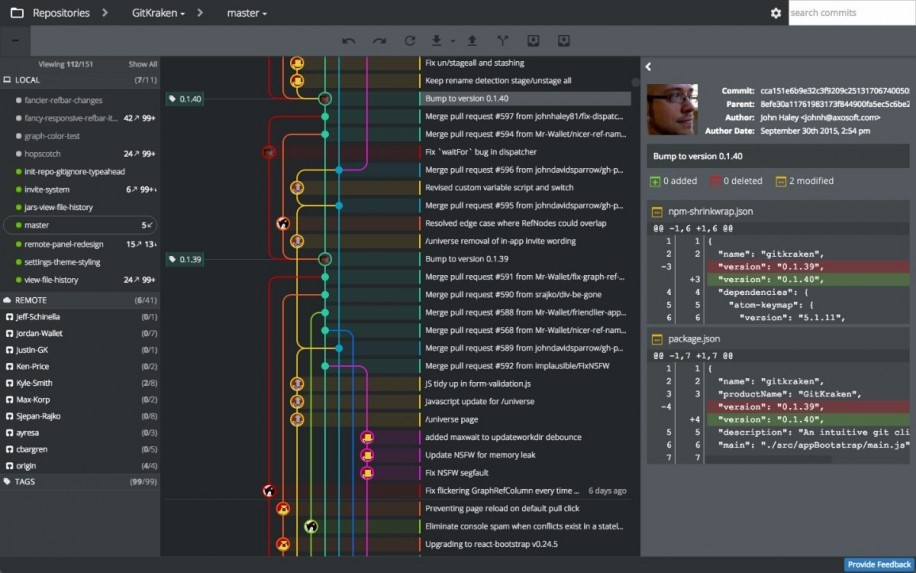 Repositories GitKraken master search commits
Viewing 112/151 Show All
LOCAL (7/11)
fancier-refbar-changes
fancy-responsive-refbar-it... 42 99+
graph-color-test
hopscotch 24 99+
init-repo-gitignore-typeahead
invite-system 6 99+
jars-view-file-history
master 5
remote-panel-redesign 15 13
settings-theme-styling
view-file-history 24 99+
REMOTE (6/41)
Jeff-Schinella (0/1)
Jordan-Wallet (0/7)
Justin-GK (0/1)
Ken-Price (0/2)
Kyle-Smith (2/8)
Max-Korp (0/2)
Sjepan-Rajko (0/8)
ayresa (0/3)
cbargren (0/5)
origin (4/4)
TAGS (99/99)
0.1.40
0.1.39
Fix un/stageall and stashing
Keep rename detection stage/unstage all
Bump to version 0.1.40
Merge pull request #597 from johnhaley81/fix-dispatc...
Merge pull request #594 from Mr-Wallet/nicer-ref-nam...
Fix `waitFor` bug in dispatcher
Merge pull request #596 from johndavidsparrow/gh-p...
Revised custom variable script and switch
Merge pull request #595 from johndavidsparrow/gh-p...
Resolved edge case where RefNodes could overlap
/universe removal of in-app invite wording
Bump to version 0.1.39
Merge pull request #591 from Mr-Wallet/fix-graph-ref-...
Merge pull request #590 from srajko/div-be-gone
Merge pull request #588 from Mr-Wallet/friendlier-app...
Merge pull request #568 from Mr-Wallet/nicer-ref-nam...
Merge pull request #589 from johndavidsparrow/gh-p...
Merge pull request #592 from implausible/FixNSFW
JS tidy up in form-validation.js
Javascript update for /universe
/universe page
added maxwait to updateworkdir debounce
Update NSFW for memory leak
Fix NSFW segfault
Fix flickering GraphRefColumn every time ... 6 days ago
Preventing page reload on default pull click
Eliminate console spam when conflicts exist in a statel...
Upgrading to react-bootstrap v0.24.5
Commit: cca151e6b9e32c3f9209c25131706740050
Parent: 8efe30a11761983173f844900fa5ec5c6be2
Author: John Haley <johnh@axosoft.com>
Author Date: September 30th 2015, 2:54 pm
Bump to version 0.1.40
0 added 0 deleted 2 modified
npm-shrinkwrap.json
@@ -1,6 +1,6 @@
1 1 {
2 2 "name": "gitkraken",
-3 "version": "0.1.39",
+3 "version": "0.1.40",
4 4 "dependencies": {
5 5 "atom-keymap": {
6 6 "version": "5.1.11",
package.json
@@ -1,7 +1,7 @@
1 1 {
2 2 "name": "gitkraken",
3 3 "productName": "GitKraken",
-4 "version": "0.1.39",
+4 "version": "0.1.40",
5 5 "description": "An intuitive git cli
6 6 "main": "./src/appBootstrap/main.js"
7 7
Provide Feedback